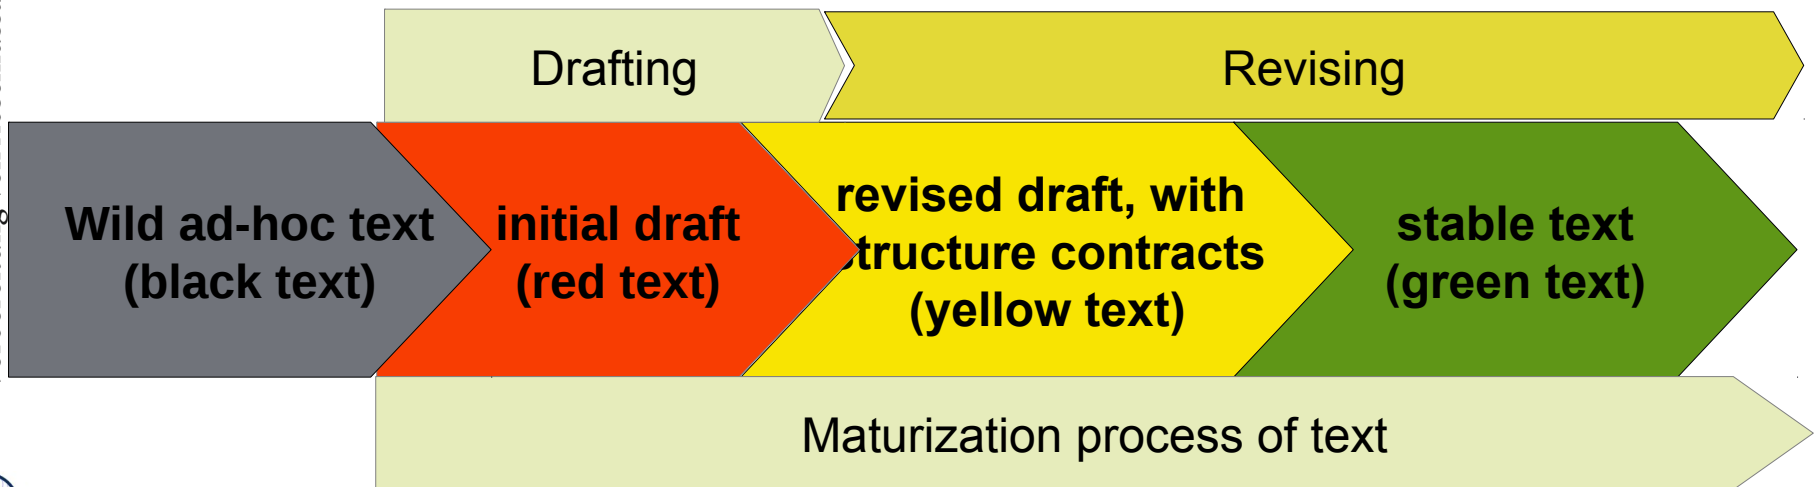 Drafting
Revising
Wild ad-hoc text
(black text)
initial draft
(red text)
revised draft, with
structure contracts
(yellow text)
stable text
(green text)
Maturization process of text